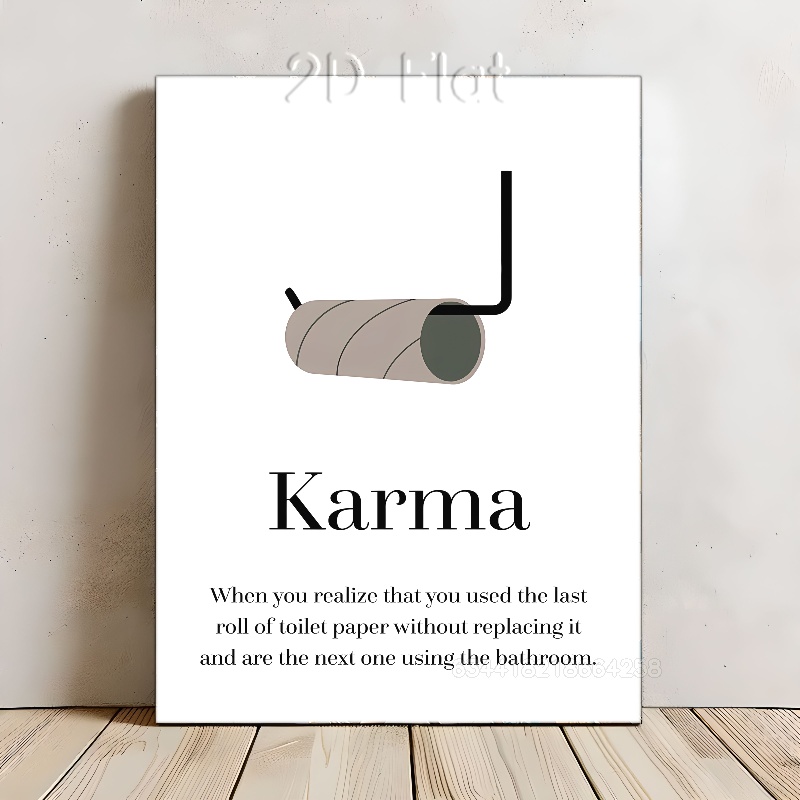 2D Flat
Karma
When you realize that you used the last
roll of toilet paper without replacing it
and are the next one using the bathroom.